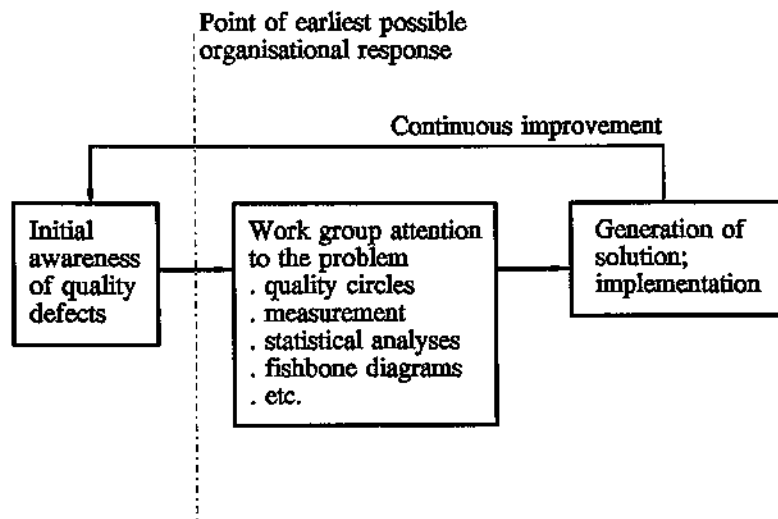 Point of earliest possible
organisational response
Continuous improvement
Initial
awareness
of quality
defects
Work group attention
to the problem
. quality circles
. measurement
. statistical analyses
. fishbone diagrams
. etc.
Generation of
solution;
implementation